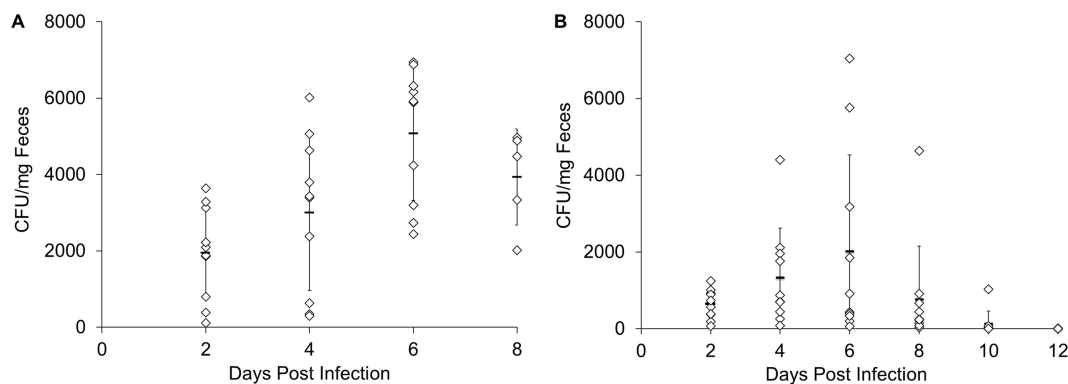 A
8000
6000
4000
2000
0
CFU/mg Feces
0 2 4 6 8
Days Post Infection
B
8000
6000
4000
2000
0
CFU/mg Feces
0 2 4 6 8 10 12
Days Post Infection